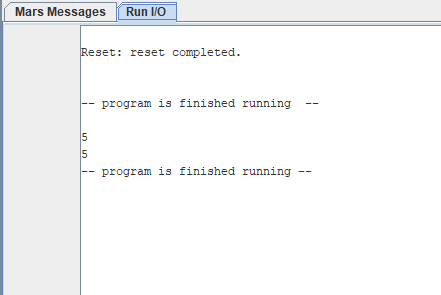 Mars Messages Run I/O
Reset: reset completed.
-- program is finished running  --
5
5
-- program is finished running --